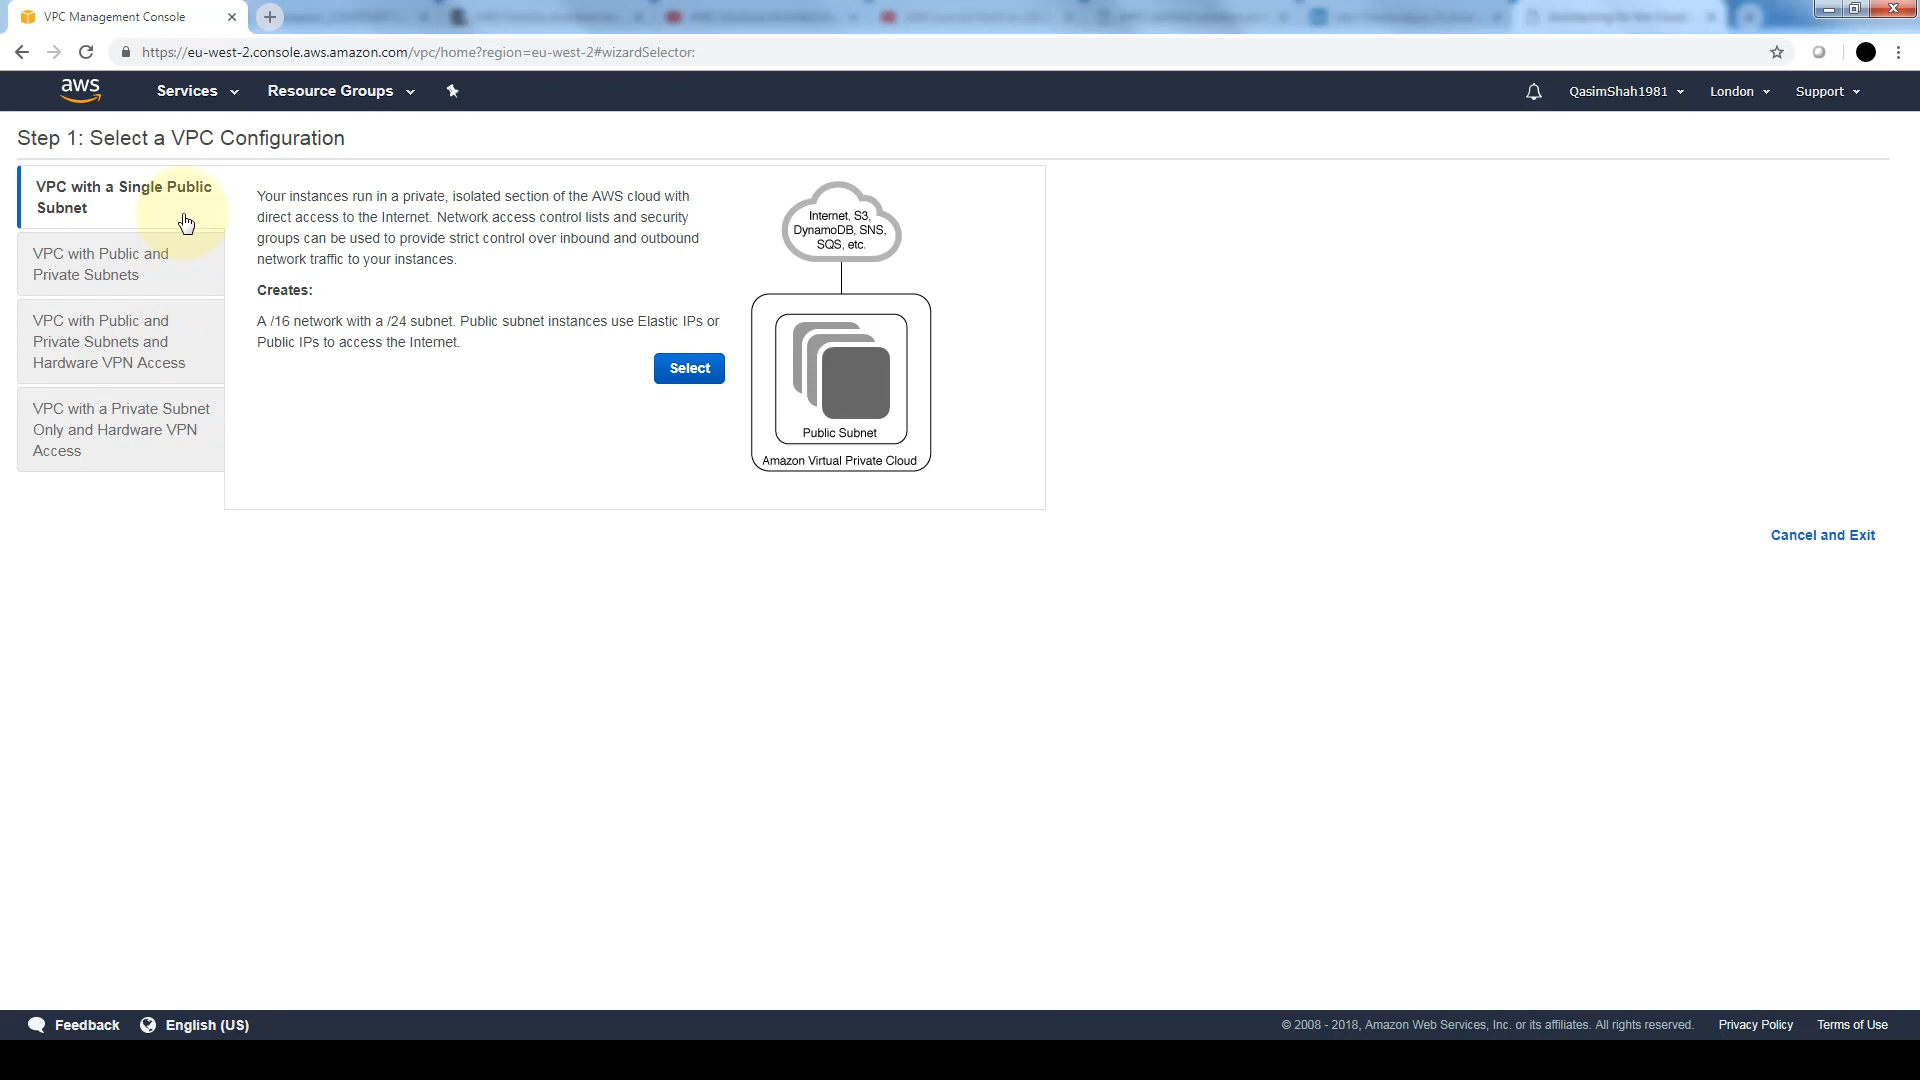 VPC Management Console
https://eu-west-2.console.aws.amazon.com/vpc/home?region=eu-west-2#wizardSelector:
aws
Services
Resource Groups
QasimShah1981
London
Support
Step 1: Select a VPC Configuration
VPC with a Single Public
Subnet
VPC with Public and
Private Subnets
VPC with Public and
Private Subnets and
Hardware VPN Access
VPC with a Private Subnet
Only and Hardware VPN
Access
Your instances run in a private, isolated section of the AWS cloud with
direct access to the Internet. Network access control lists and security
groups can be used to provide strict control over inbound and outbound
network traffic to your instances.
Creates:
A /16 network with a /24 subnet. Public subnet instances use Elastic IPs or
Public IPs to access the Internet.
Select
Internet, S3,
DynamoDB, SNS,
SQS, etc.
Public Subnet
Amazon Virtual Private Cloud
Cancel and Exit
Feedback
English (US)
© 2008 - 2018, Amazon Web Services, Inc. or its affiliates. All rights reserved.
Privacy Policy
Terms of Use